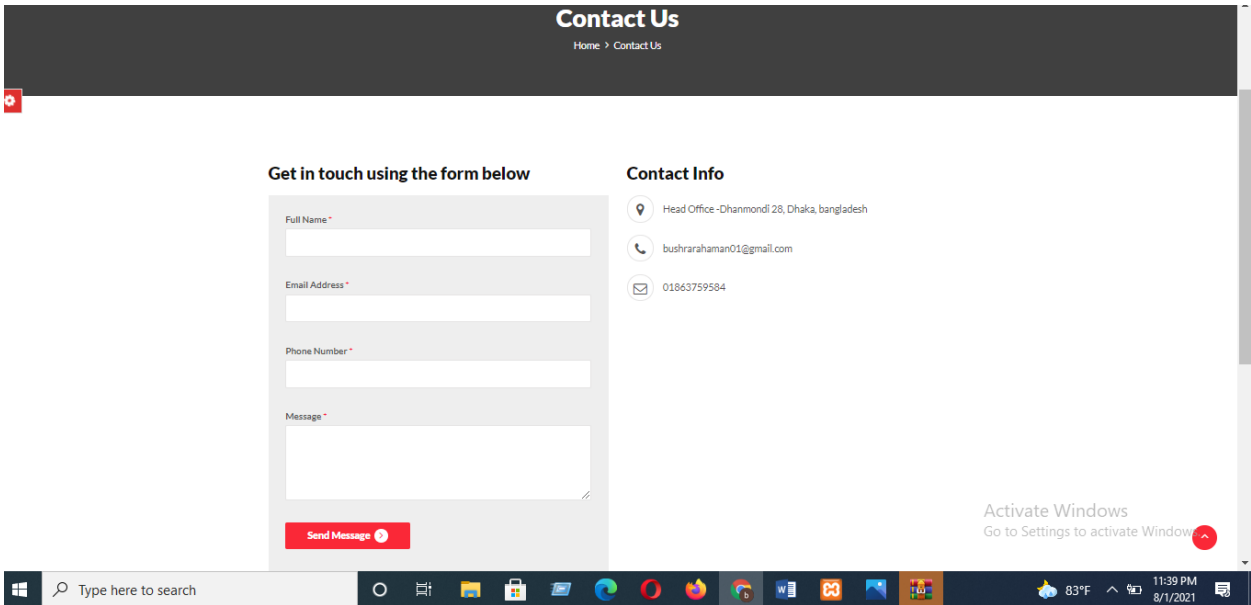 Contact Us
Home > Contact Us
Get in touch using the form below
Full Name *
Email Address *
Phone Number *
Message *
Send Message
Contact Info
Head Office -Dhanmondi 28, Dhaka, bangladesh
bushrarahaman01@gmail.com
01863759584
Activate Windows
Go to Settings to activate Windows
Type here to search
83°F
11:39 PM
8/1/2021